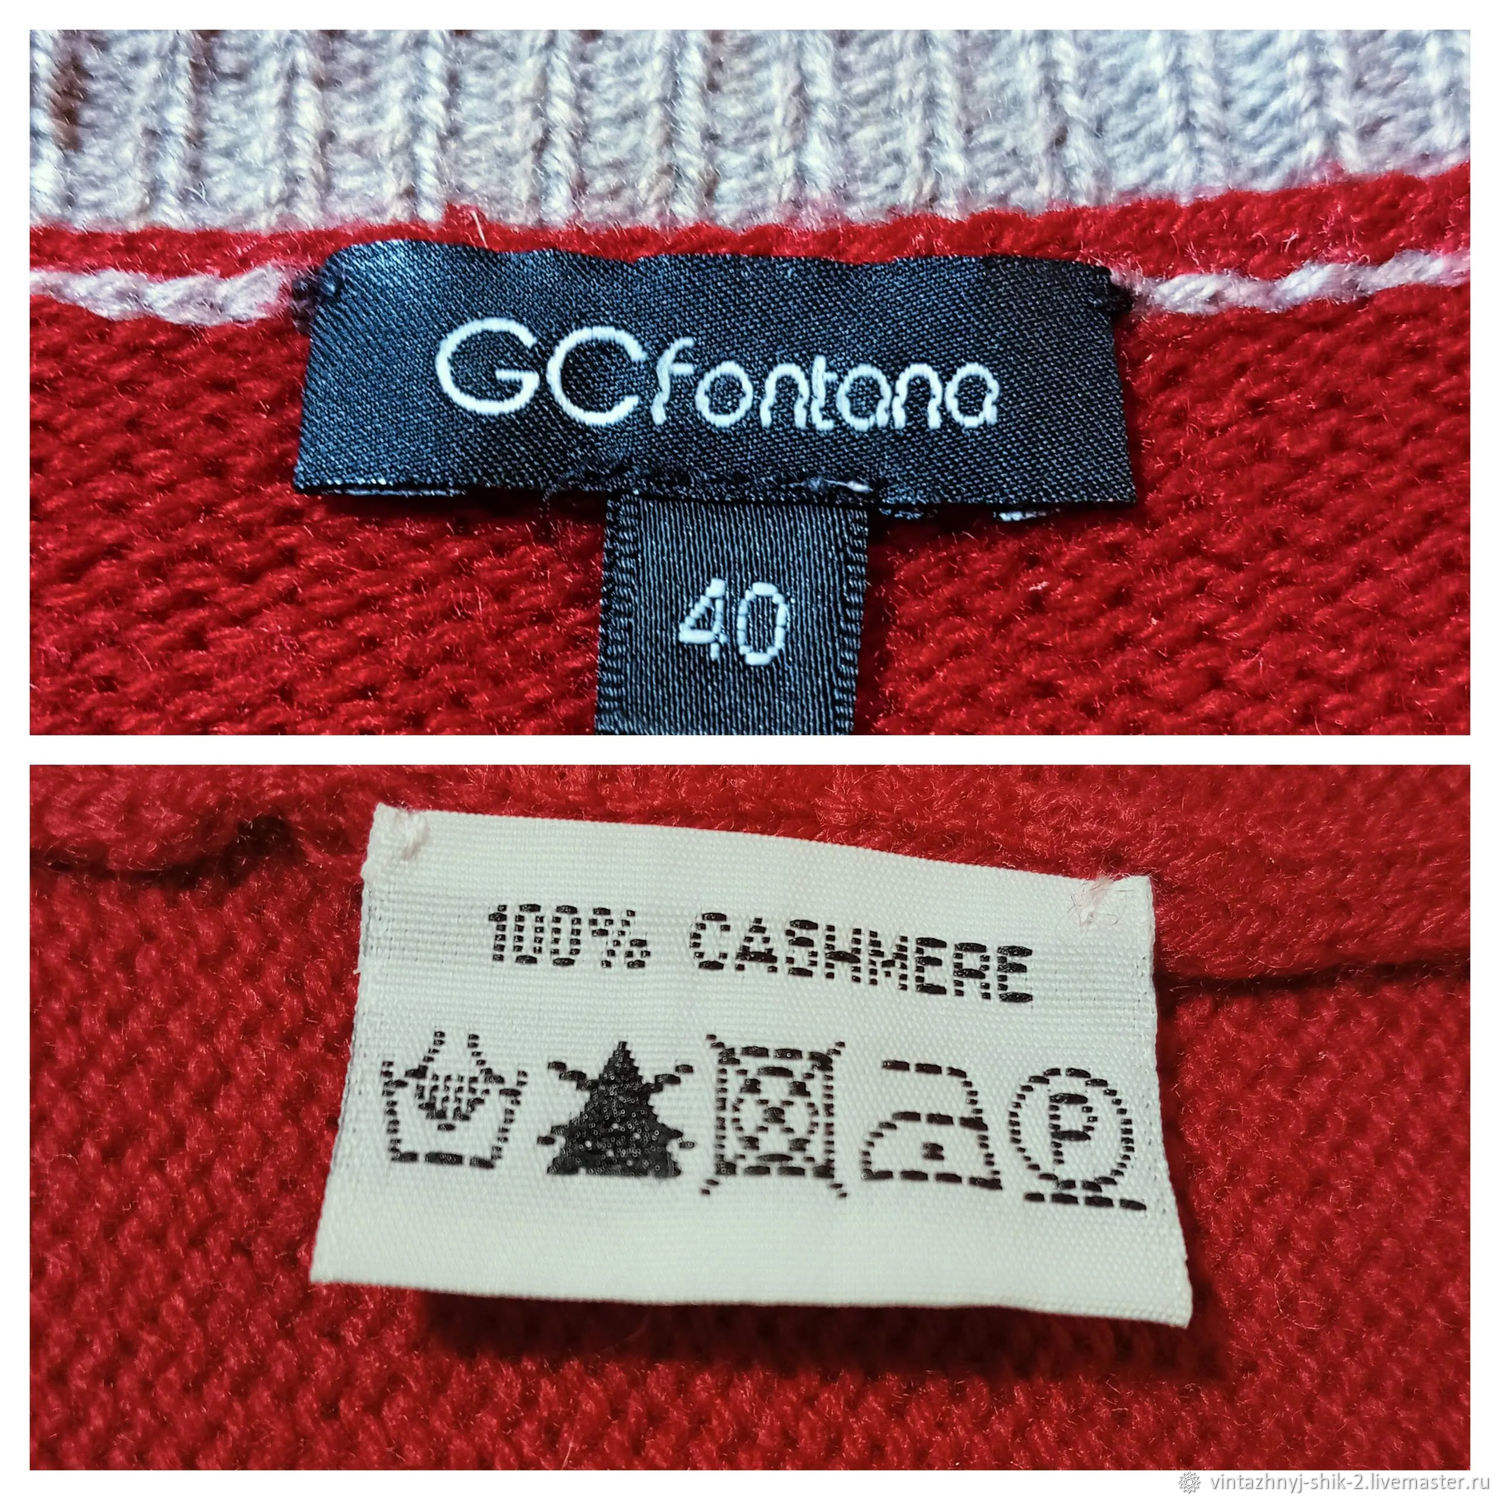 GCfontana
40
100% CASHMERE
P
vintazhnyj-shik-2.livemaster.ru